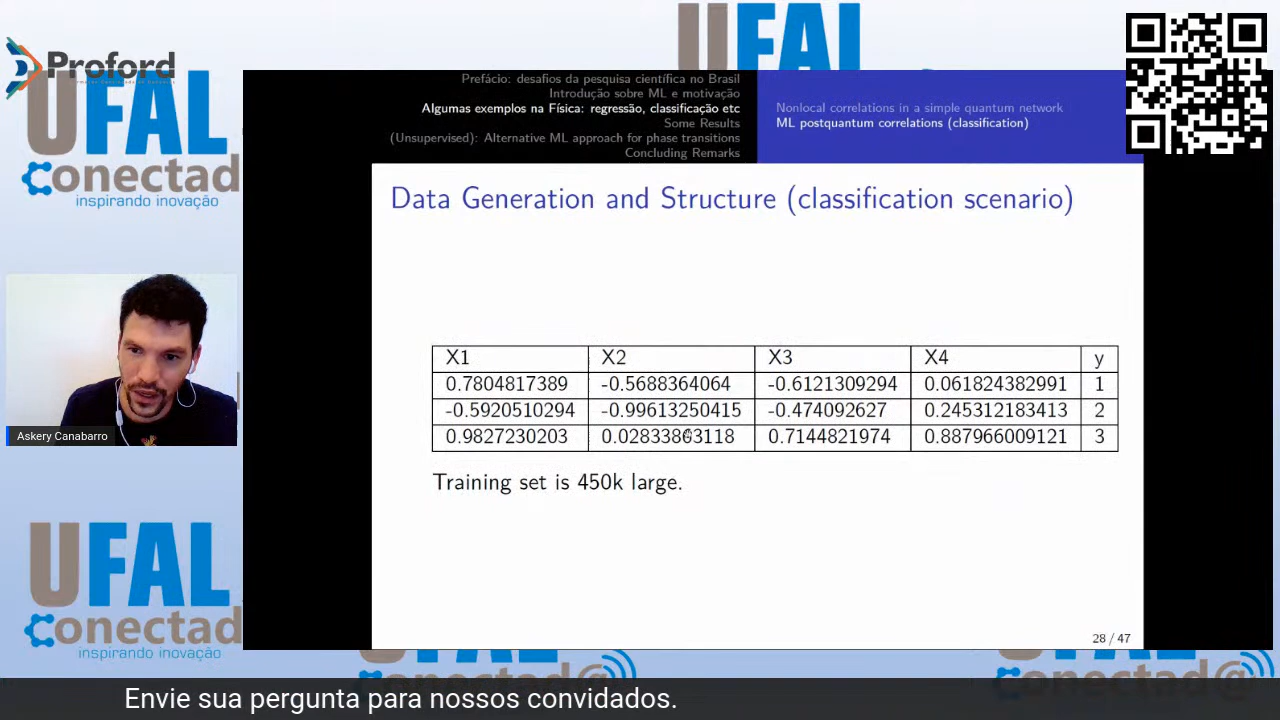 Proford
UFAL
conectad
inspirando inovação
UFAL
Prefácio: desafios da pesquisa científica no Brasil
Introdução sobre ML e motivação
Algumas exemplos na Física: regressão, classificação etc
Some Results
(Unsupervised): Alternative ML approach for phase transitions
Concluding Remarks
Nonlocal correlations in a simple quantum network
ML postquantum correlations (classification)
Data Generation and Structure (classification scenario)
X1 X2 X3 X4 y
0.7804817389 -0.5688364064 -0.6121309294 0.061824382991 1
-0.5920510294 -0.99613250415 -0.474092627 0.245312183413 2
0.9827230203 0.7144821974 0.887966009121 3
Training set is 450k large.
28 / 47
Askery Canabarro
UFAL
conectad
inspirando inovação
conectad@
conectad@
Envie sua pergunta para nossos convidados.